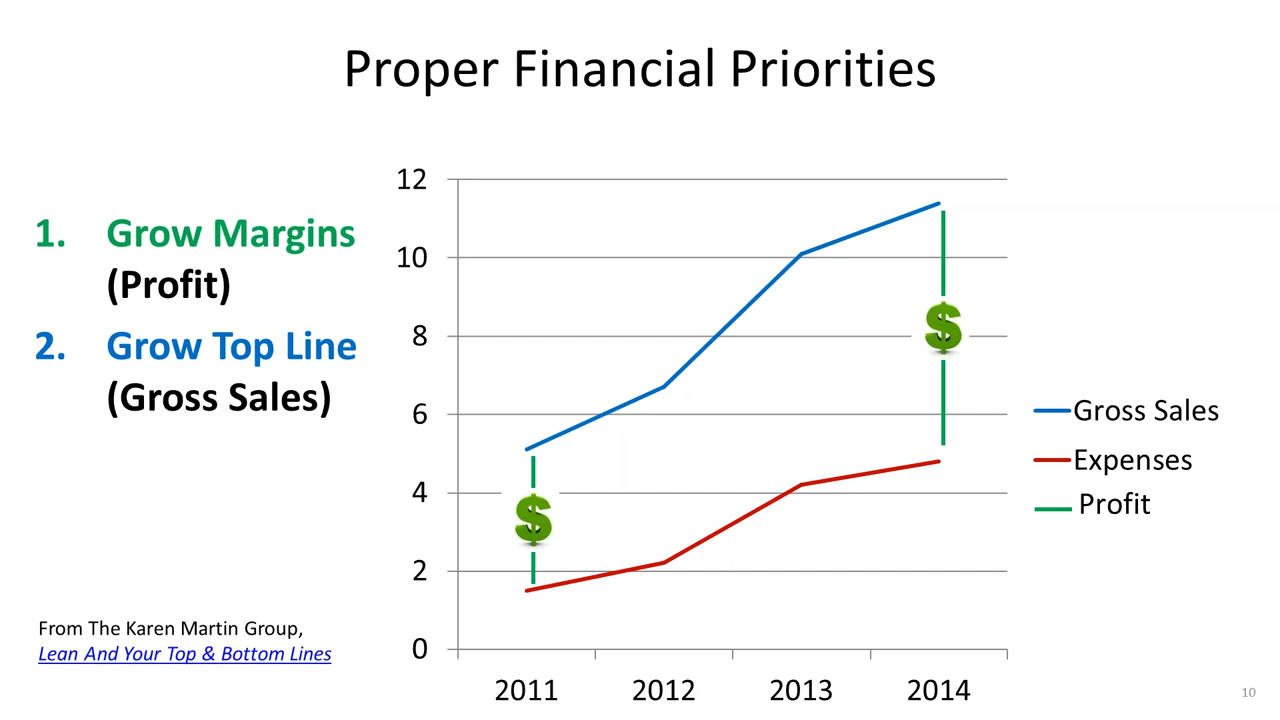 Proper Financial Priorities
1. Grow Margins
(Profit)
2. Grow Top Line
(Gross Sales)
12
10
8
6
4
2
0
$
$
2011 2012 2013 2014
Gross Sales
Expenses
Profit
From The Karen Martin Group,
Lean And Your Top & Bottom Lines
10